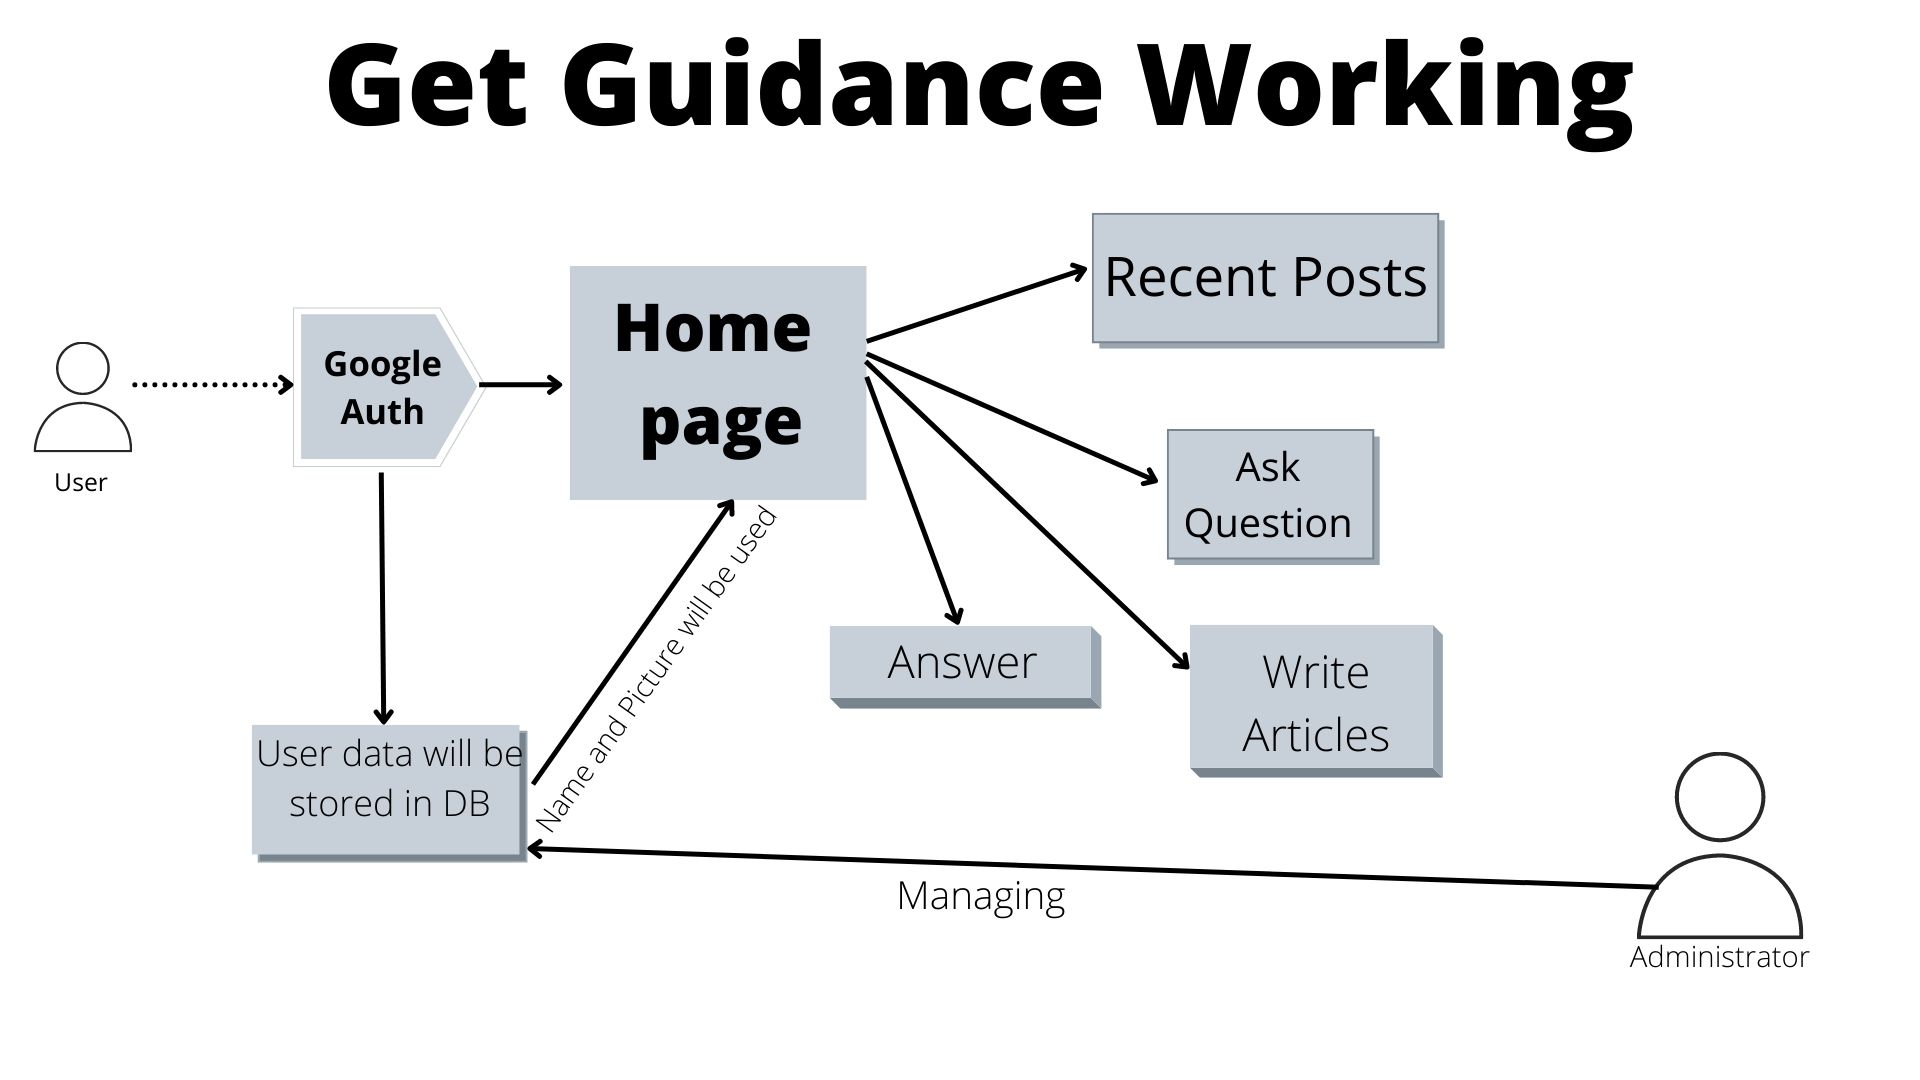 Get Guidance Working
Recent Posts
Home
page
Google
Auth
User
Ask
Question
Name and Picture will be used
Answer
Write
Articles
User data will be
stored in DB
Managing
Administrator